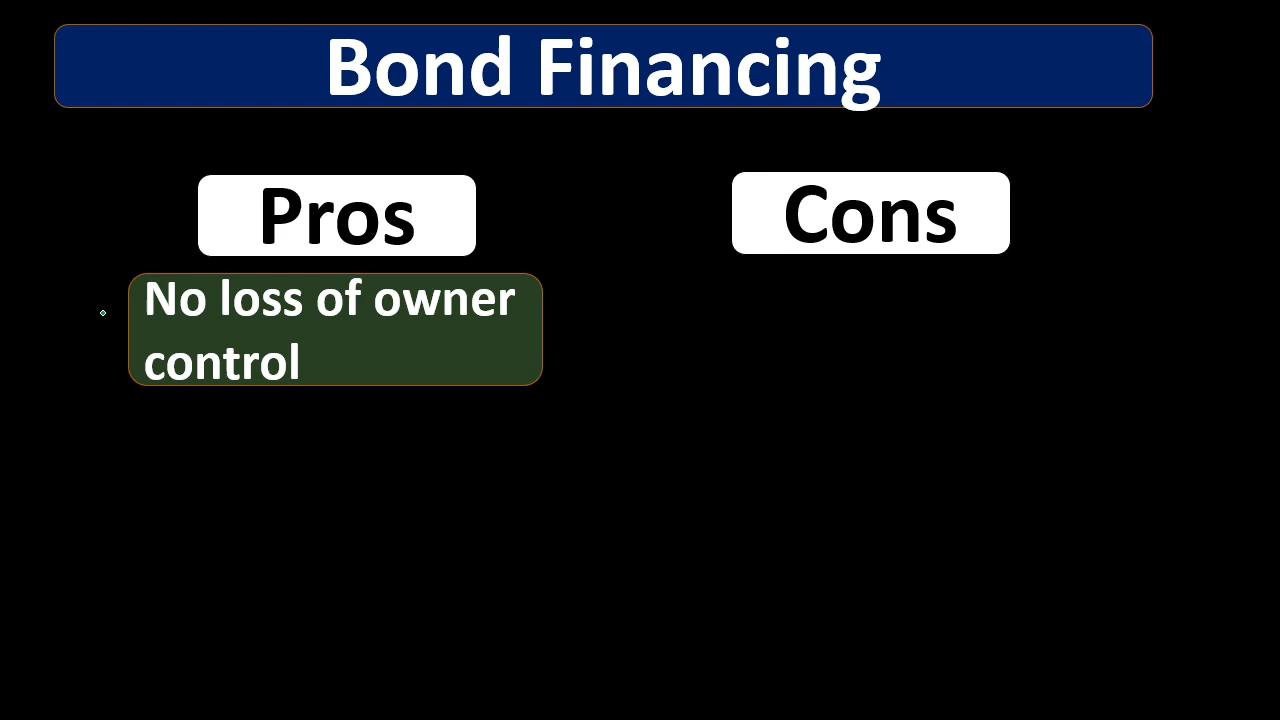 Bond Financing
Pros
Cons
No loss of owner
control